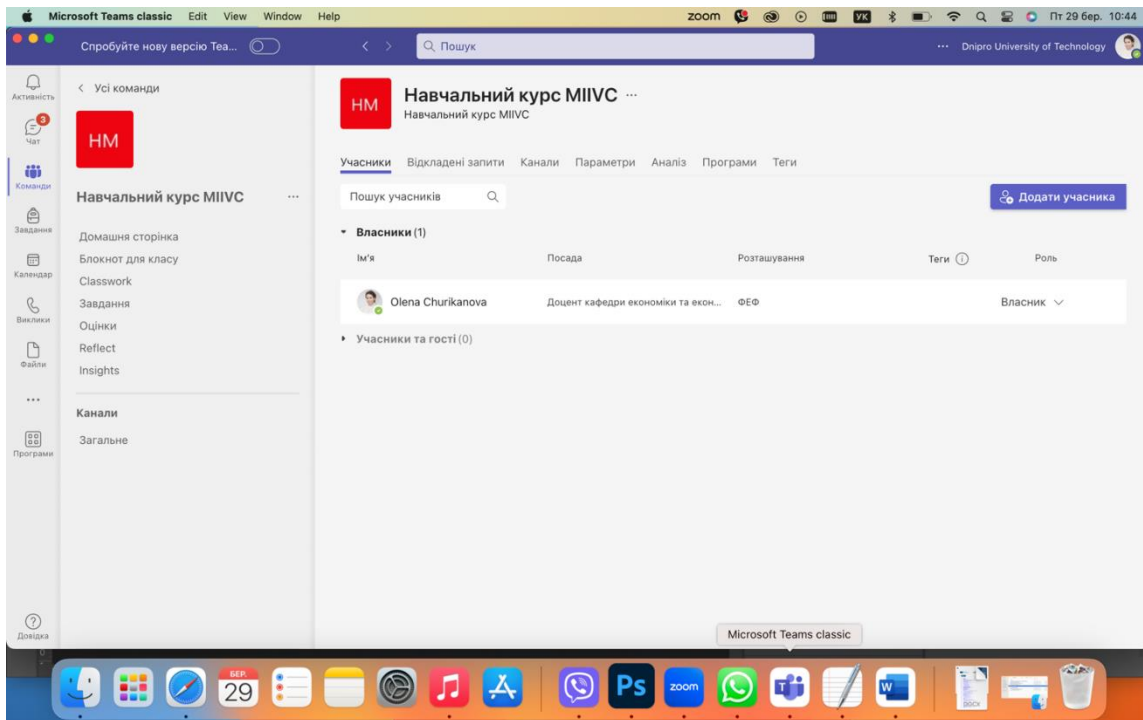 Microsoft Teams classic Edit View Window Help zoom УК Пт 29 бер. 10:44
Спробуйте нову версію Tea... Пошук ... Dnipro University of Technology
Активність
Чат
3
Команди
Завдання
Календар
Виклики
Файли
...
Програми
Довідка
Усі команди
НМ
Навчальний курс MIIVC ...
Домашня сторінка
Блокнот для класу
Classwork
Завдання
Оцінки
Reflect
Insights
Канали
Загальне
НМ
Навчальний курс MIIVC ...
Навчальний курс MIIVC
Учасники Відкладені запити Канали Параметри Аналіз Програми Теги
Пошук учасників Додати учасника
Власники (1)
Ім'я Посада Розташування Теги Роль
Olena Churikanova Доцент кафедри економіки та екон... ФЕФ Власник
Учасники та гості (0)
Microsoft Teams classic
БЕР.
29
Ps
zoom
W
DOCX